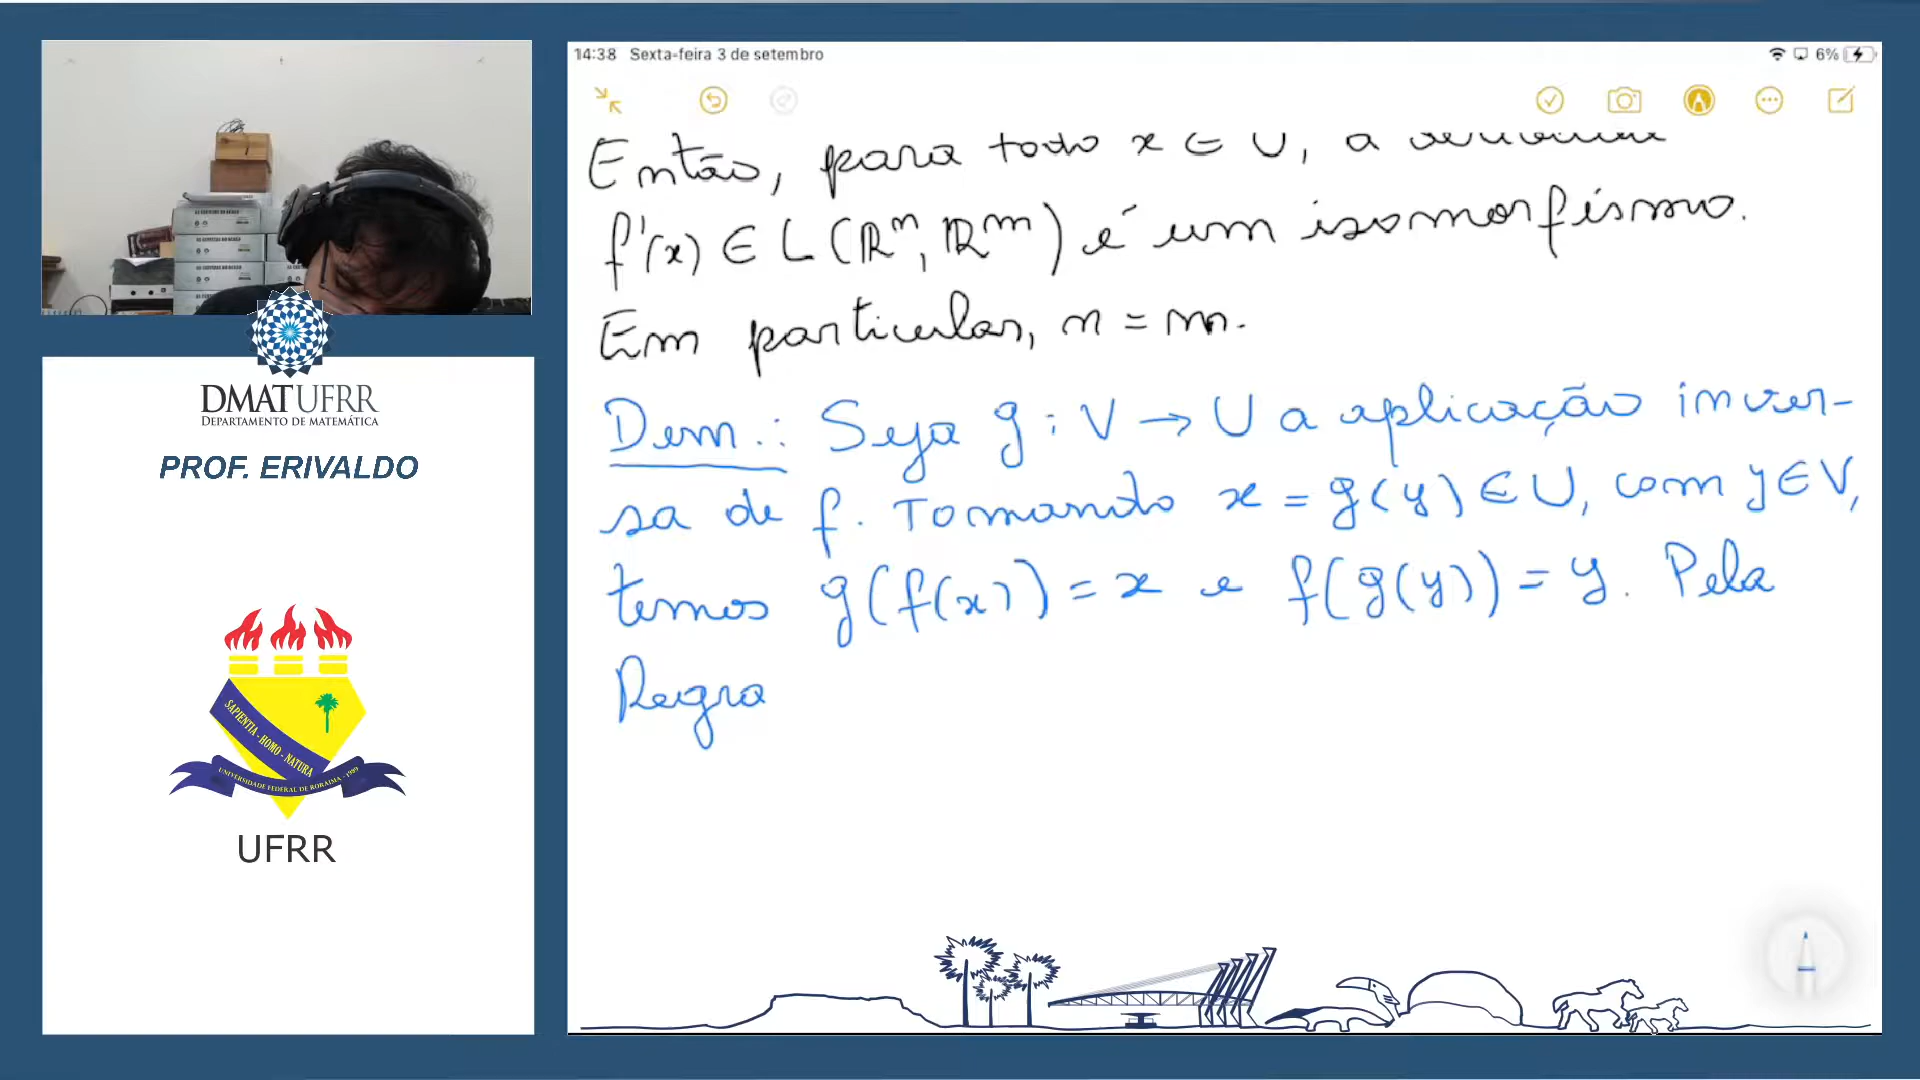 14:38 Sexta-feira 3 de setembro
6%
Então, para todo x ∈ U, a derivada
f'(x) ∈ L(ℝⁿ, ℝᵐ) é um isomorfismo.
Em particular, n = m.
Dem.: Seja g : V → U a aplicação inver-
sa de f. Tomando x = g(y) ∈ U, com y ∈ V,
temos g(f(x)) = x e f(g(y)) = y. Pela
Regra
DMATUFRR
DEPARTAMENTO DE MATEMÁTICA
PROF. ERIVALDO
SAPIENTIA - HOMO - NATURA
UNIVERSIDADE FEDERAL DE RORAIMA - 1989
UFRR